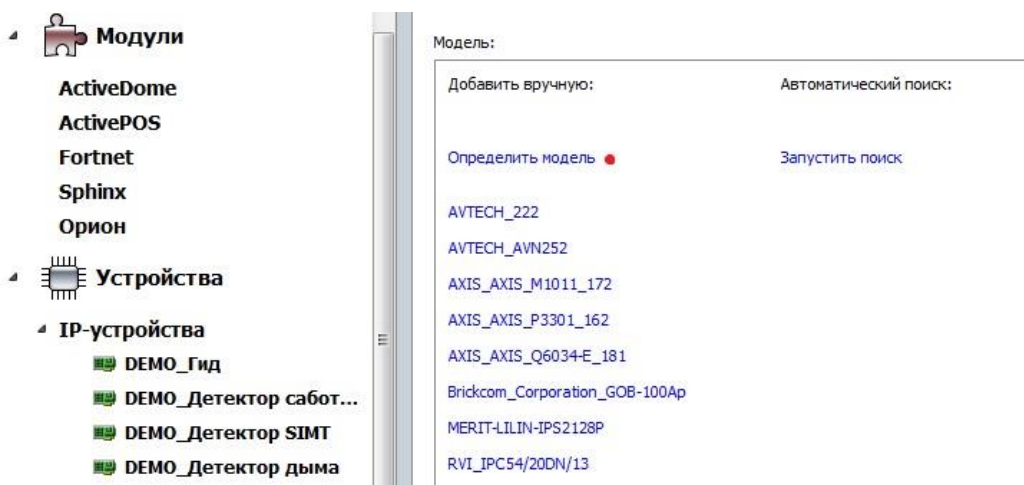 Модули
ActiveDome
ActivePOS
Fortnet
Sphinx
Орион
Устройства
IP-устройства
DEMO_Гид
DEMO_Детектор сабот...
DEMO_Детектор SIMT
DEMO_Детектор дыма
Модель:
Добавить вручную: Автоматический поиск:
Определить модель Запустить поиск
AVTECH_222
AVTECH_AVN252
AXIS_AXIS_M1011_172
AXIS_AXIS_P3301_162
AXIS_AXIS_Q6034-E_181
Brickcom_Corporation_GOB-100Ap
MERIT-LILIN-IPS2128P
RVI_IPC54/20DN/13